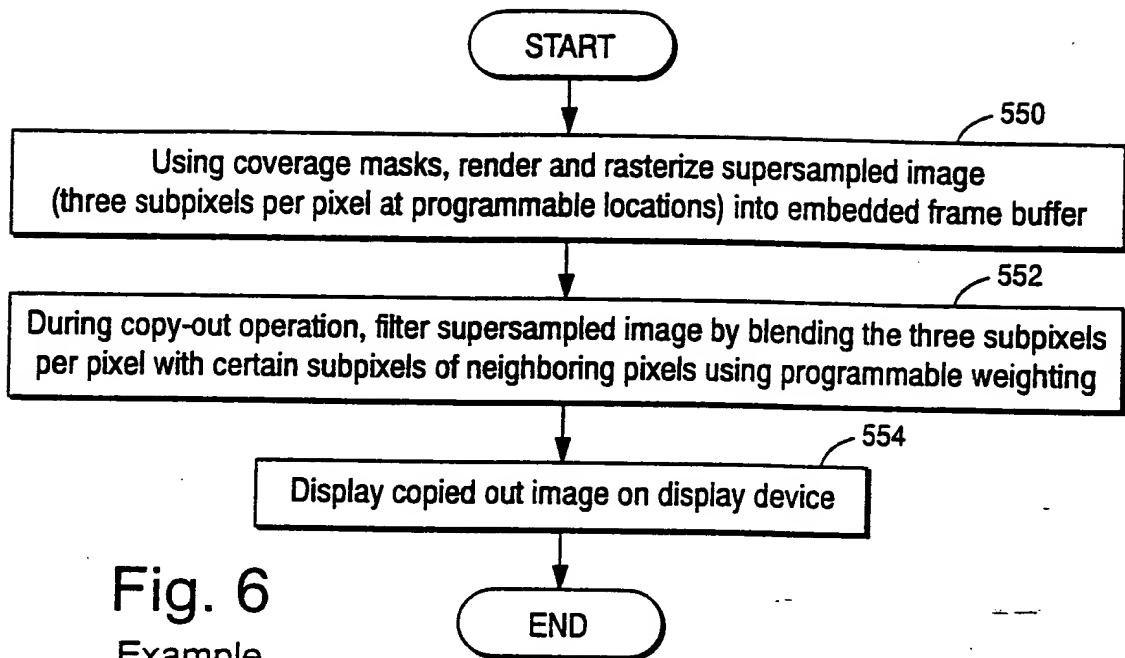 START
550
Using coverage masks, render and rasterize supersampled image
(three subpixels per pixel at programmable locations) into embedded frame buffer
552
During copy-out operation, filter supersampled image by blending the three subpixels
per pixel with certain subpixels of neighboring pixels using programmable weighting
554
Display copied out image on display device
Fig. 6
END
Example